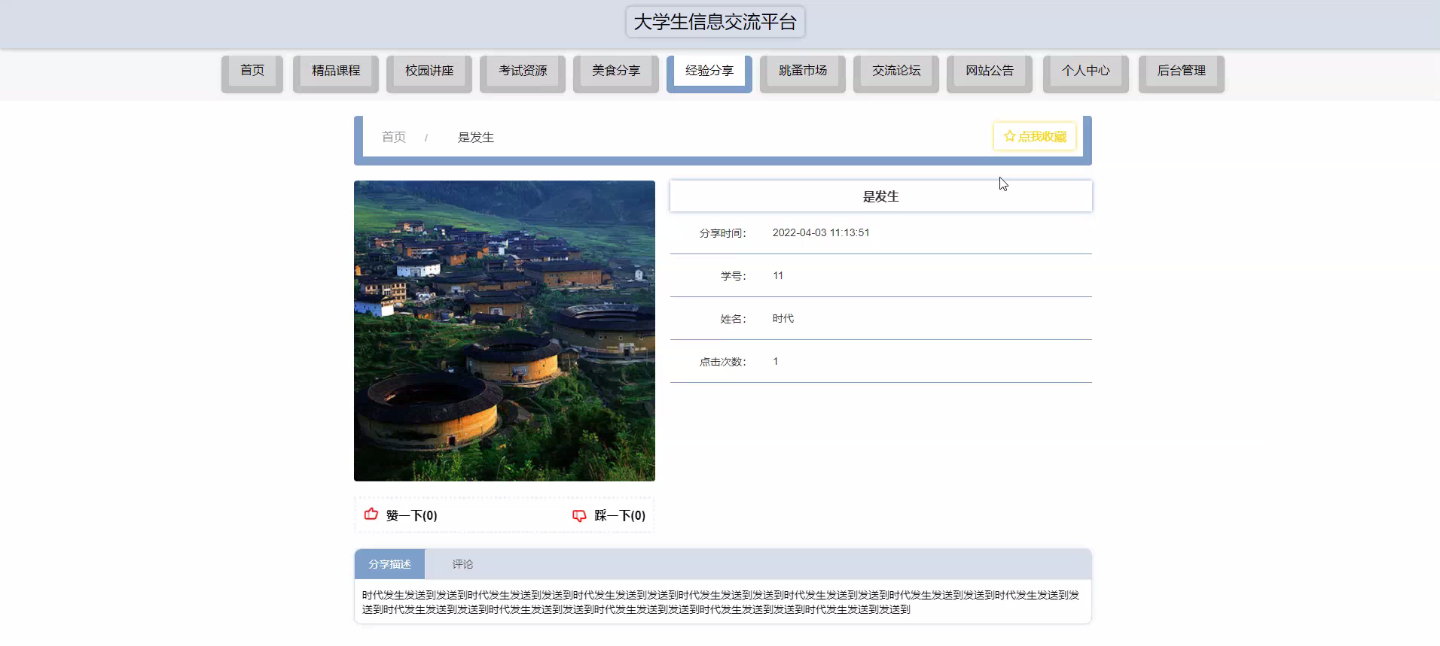 大学生信息交流平台
首页 精品课程 校园讲座 考试资源 美食分享 经验分享 跳蚤市场 交流论坛 网站公告 个人中心 后台管理
首页 / 是发生 点我收藏
是发生
分享时间： 2022-04-03 11:13:51
学号： 11
姓名： 时代
点击次数： 1
赞一下(0) 踩一下(0)
分享描述 评论
时代发生发送到发送到时代发生发送到发送到时代发生发送到发送到时代发生发送到发送到时代发生发送到发送到时代发生发送到发送到时代发生发送到发
送到时代发生发送到发送到时代发生发送到发送到时代发生发送到发送到时代发生发送到发送到时代发生发送到发送到